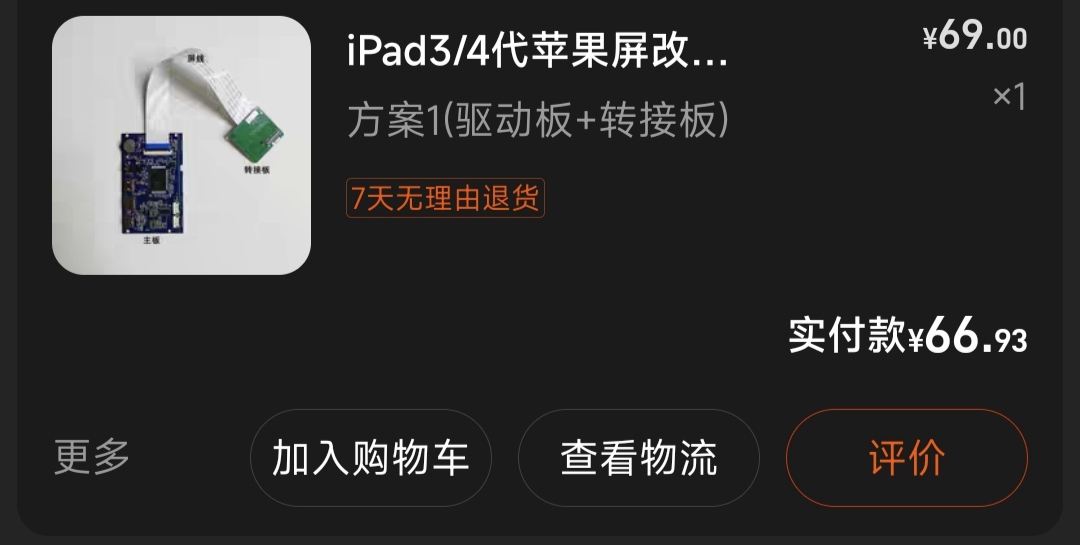 屏线
转接板
主板
iPad3/4代苹果屏改...
¥69.00
方案1(驱动板+转接板)
×1
7天无理由退货
实付款¥66.93
更多
加入购物车
查看物流
评价